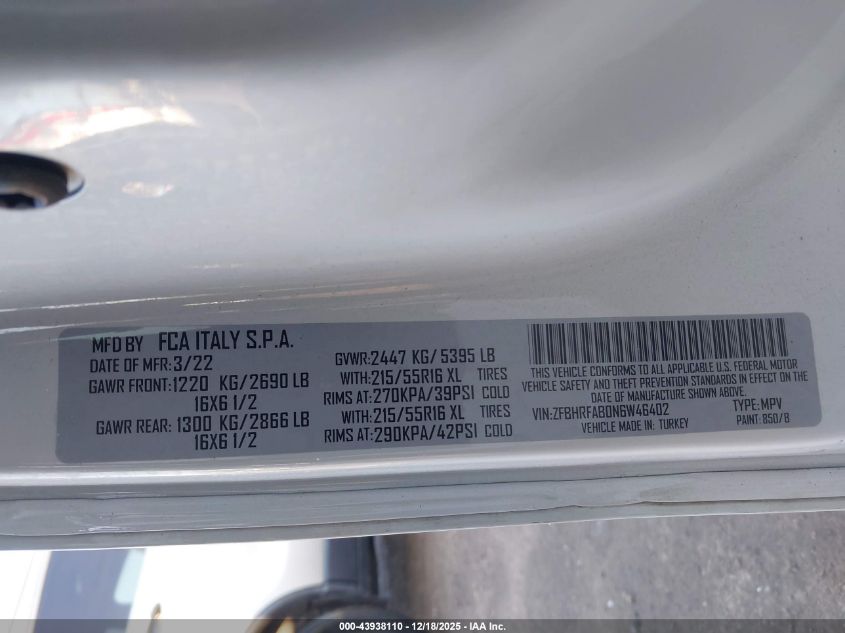 MFD BY FCA ITALY S.P.A.
DATE OF MFR: 3/22
GAWR FRONT: 1220 KG/2690 LB
16X6 1/2
GAWR REAR: 1300 KG/2866 LB
16X6 1/2
GVWR: 2447 KG/ 5395 LB
WITH: 215/55R16 XL TIRES
RIMS AT: 270KPA/39PSI COLD
WITH: 215/55R16 XL TIRES
RIMS AT: 290KPA/42PSI COLD
THIS VEHICLE CONFORMS TO ALL APPLICABLE U.S. FEDERAL MOTOR
VEHICLE SAFETY AND THEFT PREVENTION STANDARDS IN EFFECT ON THE
DATE OF MANUFACTURE SHOWN ABOVE.
VIN: ZFBHRFAB0N6W46402 TYPE: MPV
VEHICLE MADE IN: TURKEY PAINT: 850/B
000-43938110 - 12/18/2025 - IAA Inc.